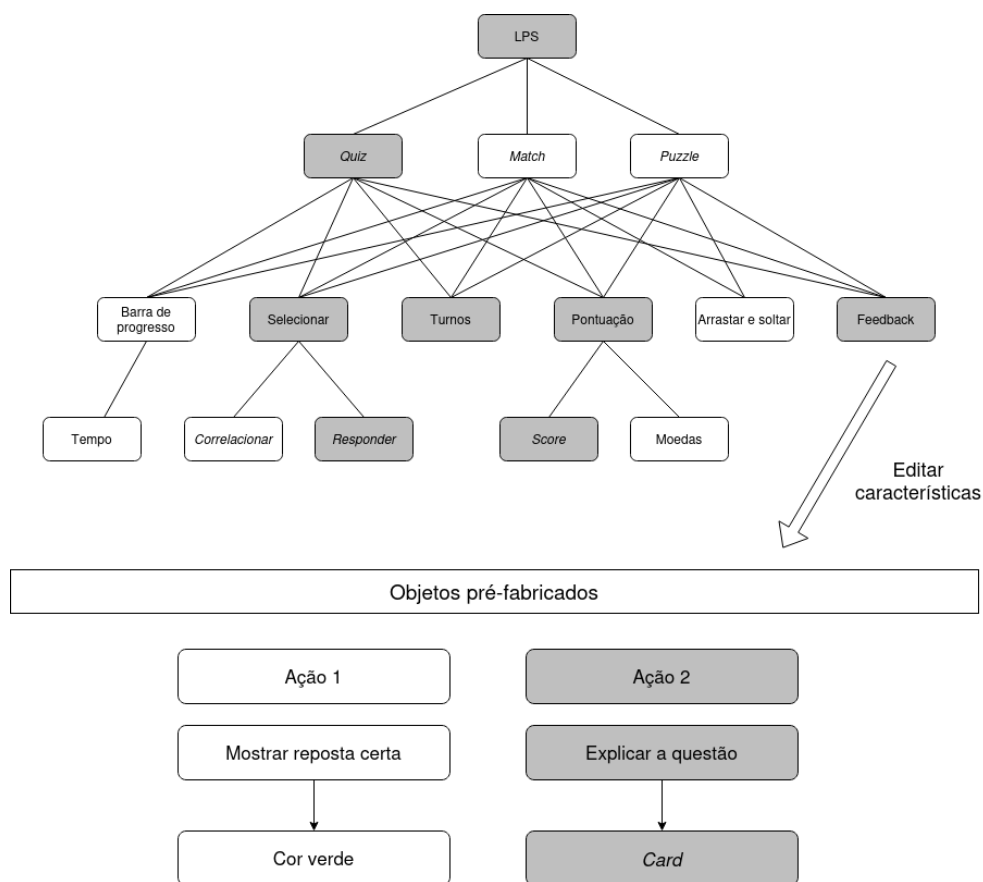 LPS
Quiz
Match
Puzzle
Barra de
progresso
Selecionar
Turnos
Pontuação
Arrastar e soltar
Feedback
Tempo
Correlacionar
Responder
Score
Moedas
Editar
características
Objetos pré-fabricados
Ação 1
Ação 2
Mostrar reposta certa
Explicar a questão
Cor verde
Card